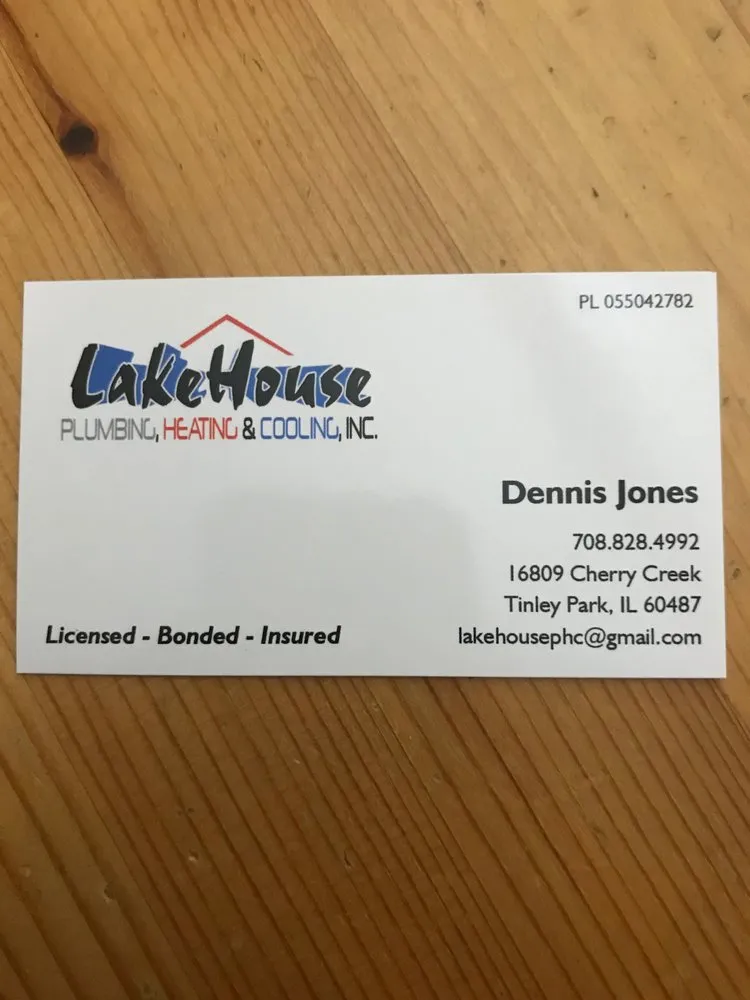 PL 055042782
LakeHouse
PLUMBING, HEATING & COOLING, INC.
Dennis Jones
708.828.4992
16809 Cherry Creek
Tinley Park, IL 60487
Licensed - Bonded - Insured
lakehousephc@gmail.com